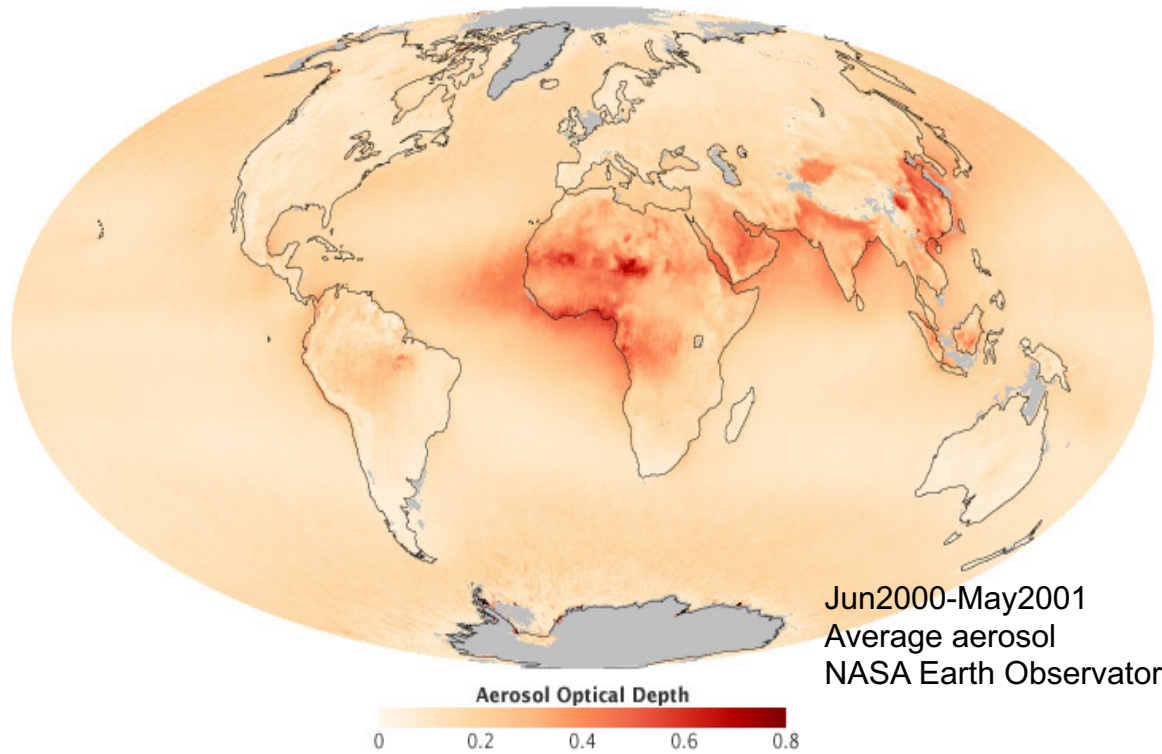 Jun2000-May2001
Average aerosol
NASA Earth Observator
Aerosol Optical Depth
0 0.2 0.4 0.6 0.8